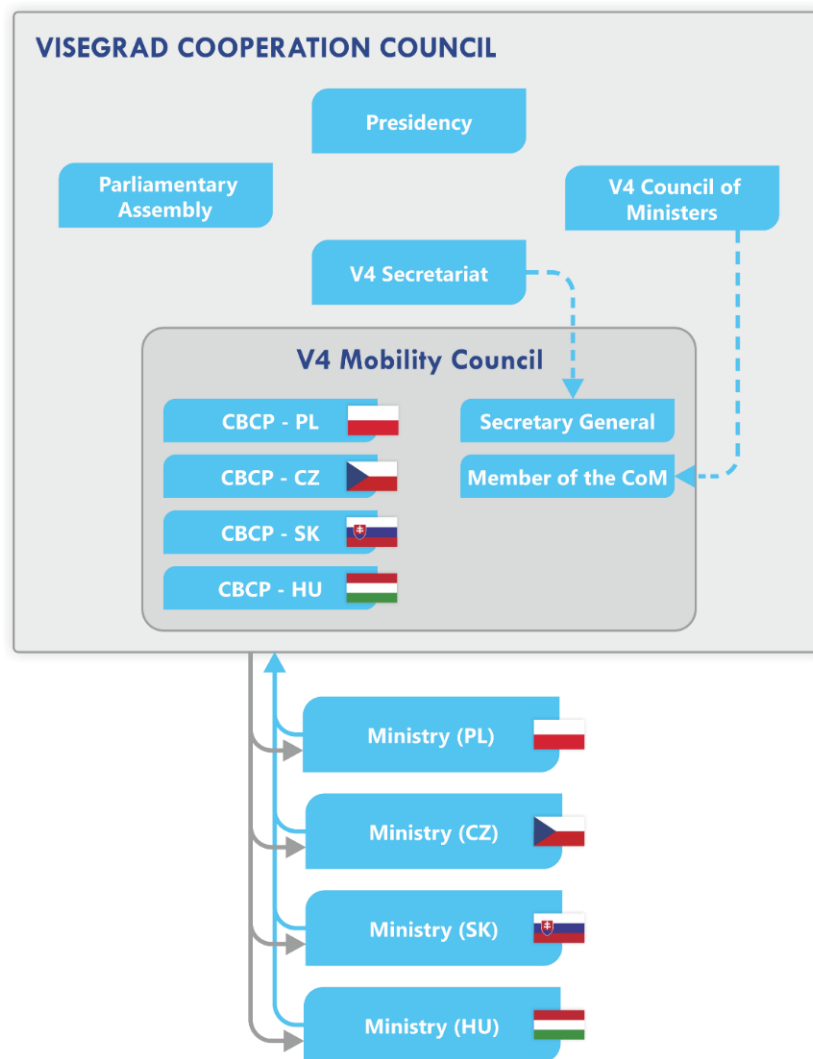 VISEGRAD COOPERATION COUNCIL
Presidency
Parliamentary
Assembly
V4 Council of
Ministers
V4 Secretariat
V4 Mobility Council
CBCP - PL
CBCP - CZ
CBCP - SK
CBCP - HU
Secretary General
Member of the CoM
Ministry (PL)
Ministry (CZ)
Ministry (SK)
Ministry (HU)